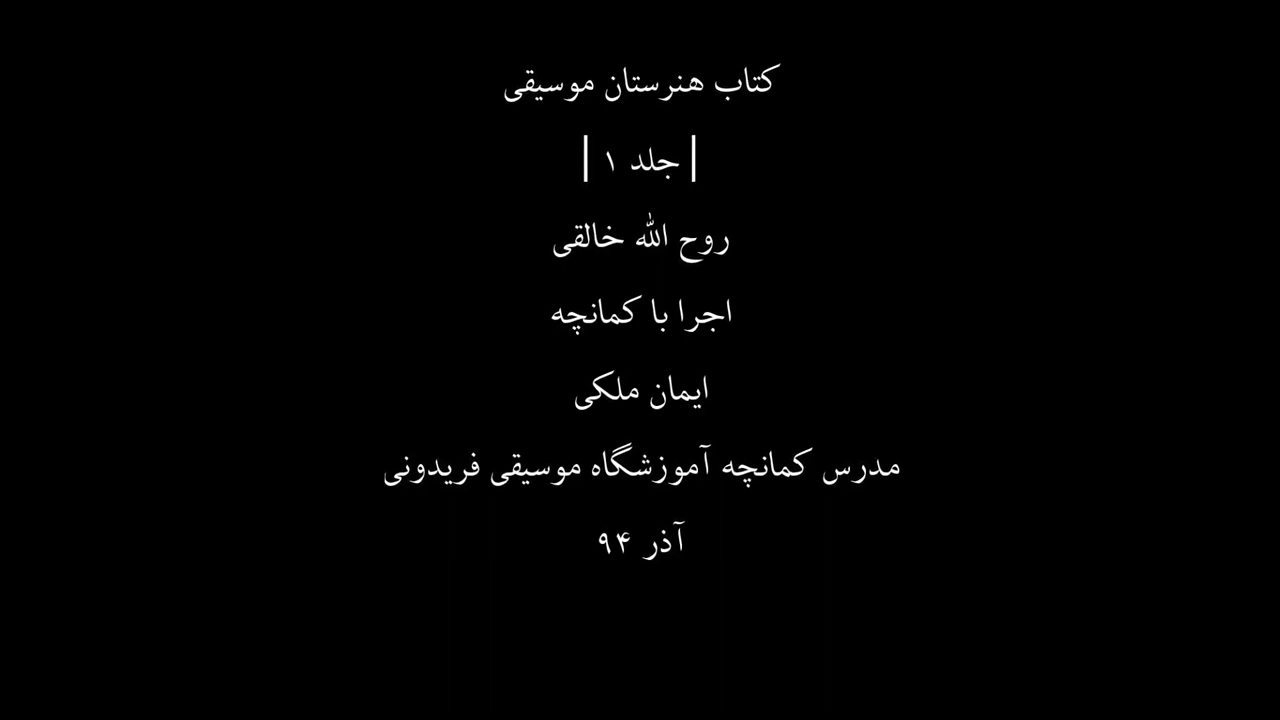 کتاب هنرستان موسیقی
| جلد ۱ |
روح الله خالقی
اجرا با کمانچه
ایمان ملکی
مدرس کمانچه آموزشگاه موسیقی فریدونی
آذر ۹۴